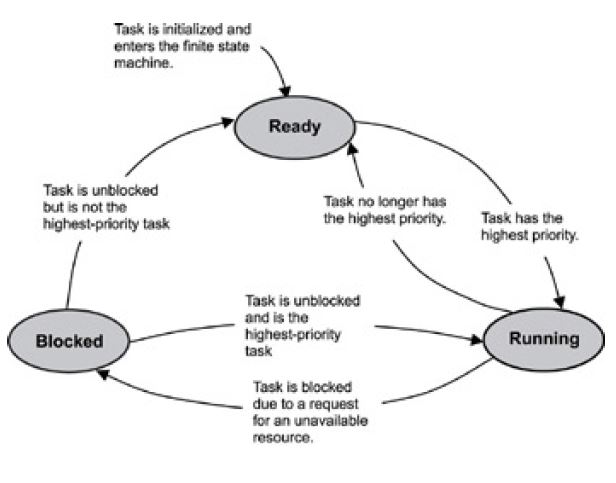 Task is initialized and
enters the finite state
machine.
Ready
Task is unblocked
but is not the
highest-priority task
Task no longer has
the highest priority.
Task has the
highest priority.
Blocked
Task is unblocked
and is the
highest-priority
task
Running
Task is blocked
due to a request
for an unavailable
resource.